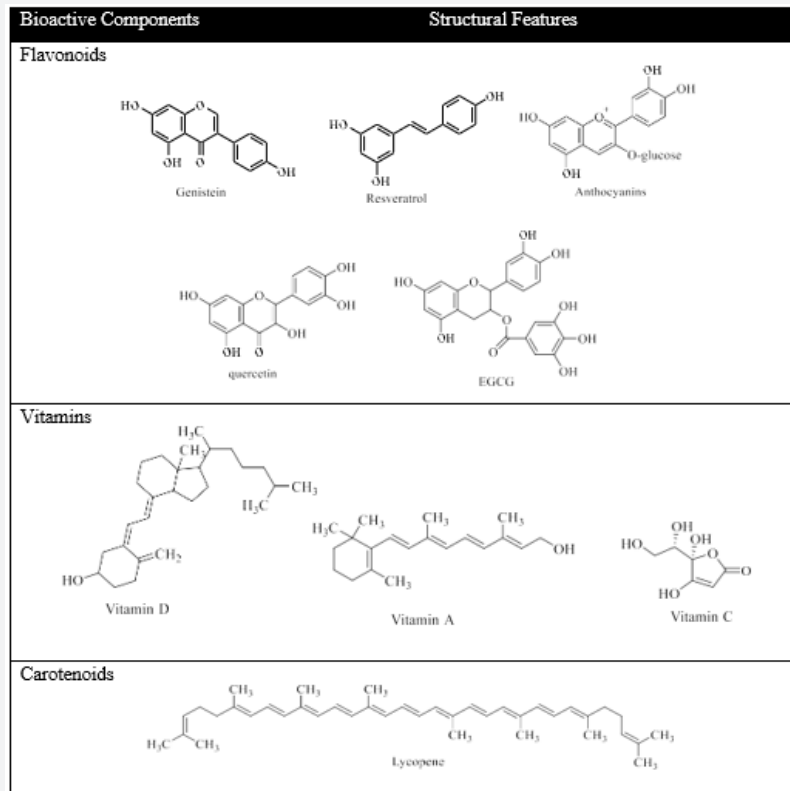 Bioactive Components Structural Features
Flavonoids
HO O OH O OH
Genistein
HO OH OH
Resveratrol
OH OH HO O+ O-glucose OH
Anthocyanins
OH HO O OH OH OH O
quercetin
OH OH HO O O OH O OH OH OH
EGCG
Vitamins
H3C CH3 CH3 H3C CH2 HO
Vitamin D
H3C CH3 CH3 CH3 OH CH3
Vitamin A
OH HO OH O O HO
Vitamin C
Carotenoids
CH3 CH3 CH3 H3C CH3 CH3 CH3 CH3 CH3
Lycopene